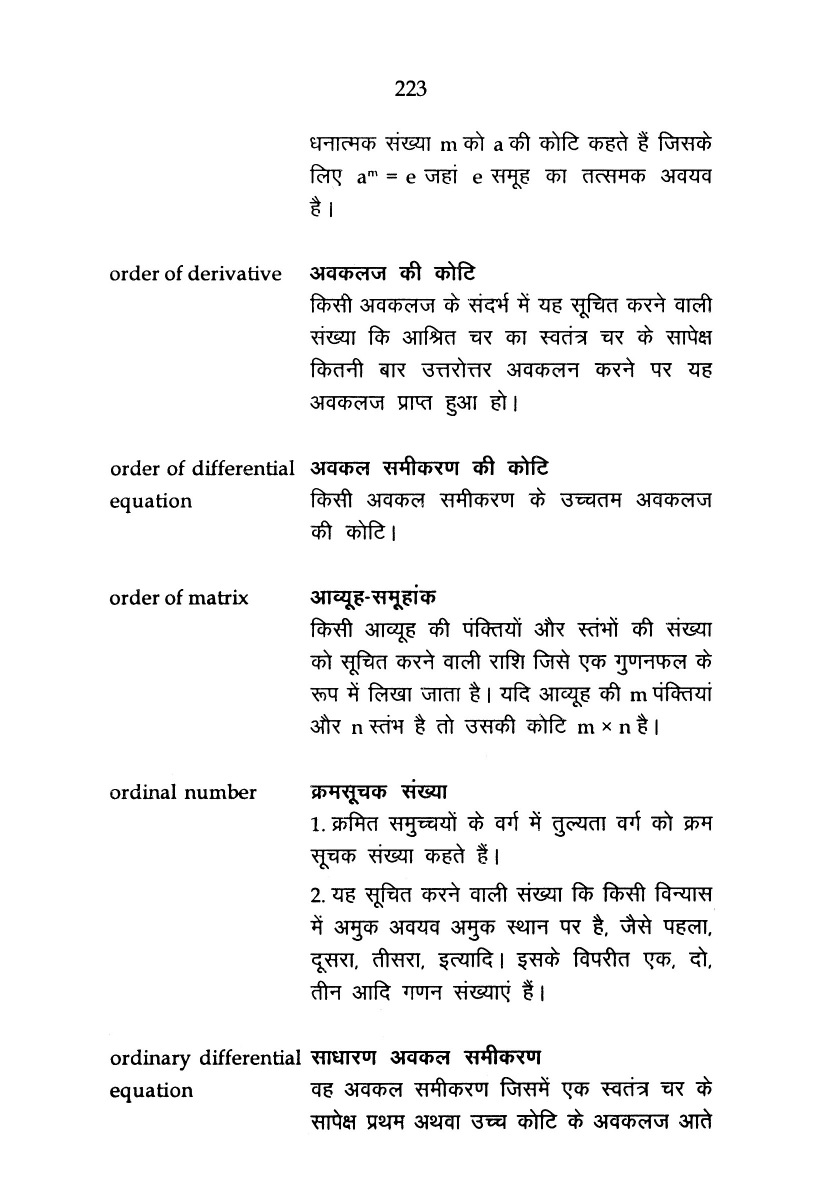 223
धनात्मक संख्या m को a की कोटि कहते हैं जिसके
लिए aᵐ = e जहां e समूह का तत्समक अवयव
है।
order of derivative अवकलज की कोटि
किसी अवकलज के संदर्भ में यह सूचित करने वाली
संख्या कि आश्रित चर का स्वतंत्र चर के सापेक्ष
कितनी बार उत्तरोत्तर अवकलन करने पर यह
अवकलज प्राप्त हुआ हो।
order of differential अवकल समीकरण की कोटि
equation किसी अवकल समीकरण के उच्चतम अवकलज
की कोटि।
order of matrix आव्यूह-समूहांक
किसी आव्यूह की पंक्तियों और स्तंभों की संख्या
को सूचित करने वाली राशि जिसे एक गुणनफल के
रूप में लिखा जाता है। यदि आव्यूह की m पंक्तियां
और n स्तंभ है तो उसकी कोटि m × n है।
ordinal number क्रमसूचक संख्या
1. क्रमित समुच्चयों के वर्ग में तुल्यता वर्ग को क्रम
सूचक संख्या कहते हैं।
2. यह सूचित करने वाली संख्या कि किसी विन्यास
में अमुक अवयव अमुक स्थान पर है, जैसे पहला,
दूसरा, तीसरा, इत्यादि। इसके विपरीत एक, दो,
तीन आदि गणन संख्याएं हैं।
ordinary differential साधारण अवकल समीकरण
equation वह अवकल समीकरण जिसमें एक स्वतंत्र चर के
सापेक्ष प्रथम अथवा उच्च कोटि के अवकलज आते